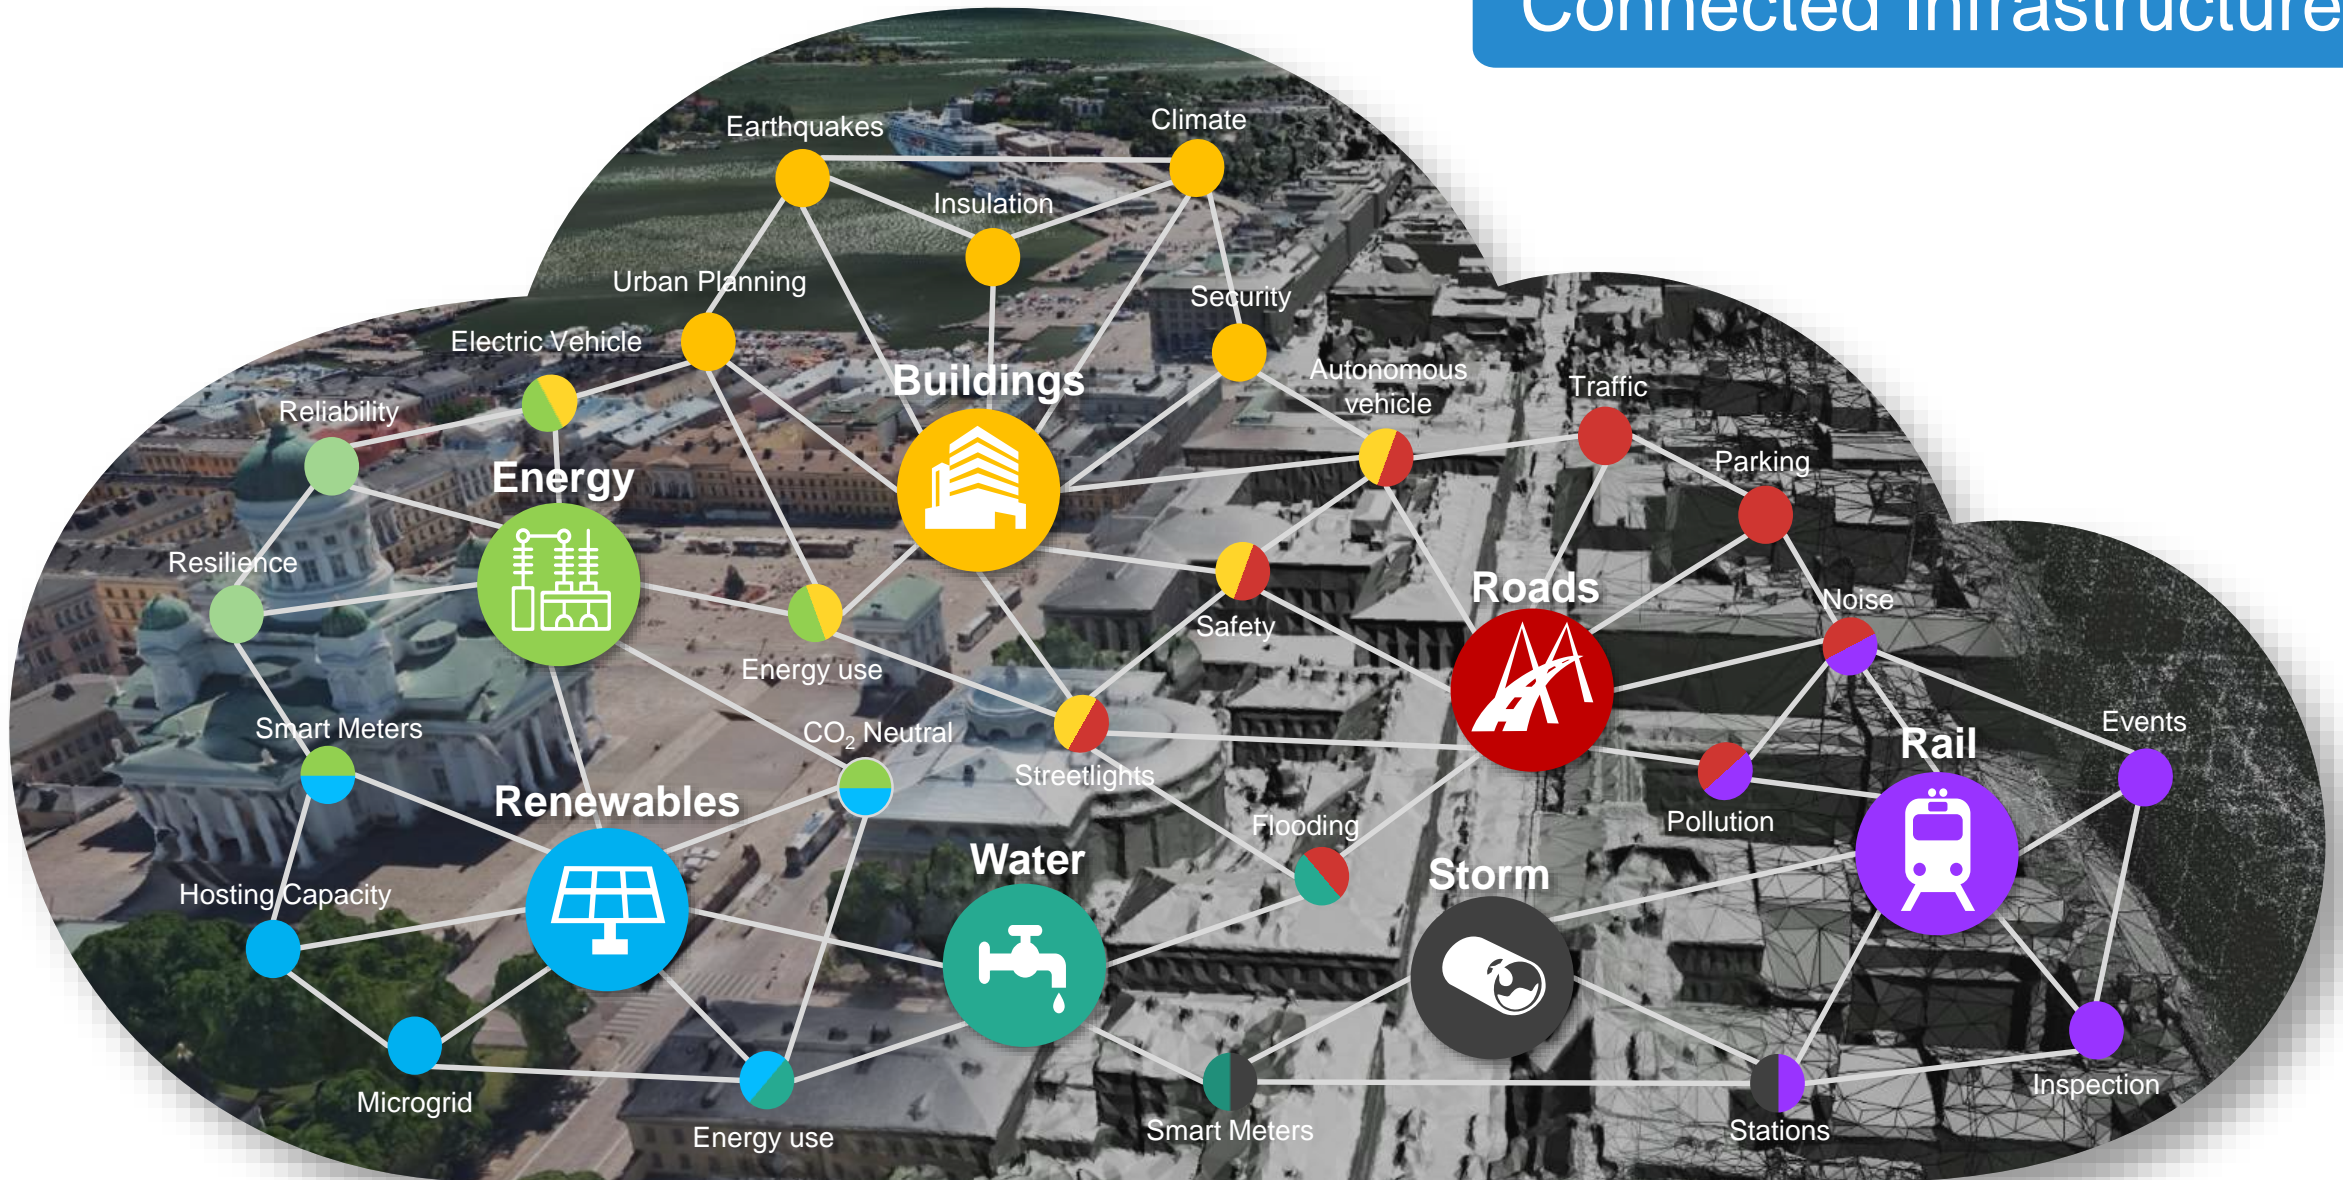 Connected Infrastructure
Earthquakes
Climate
Insulation
Urban Planning
Security
Electric Vehicle
Autonomous
vehicle
Traffic
Buildings
Reliability
Parking
Energy
Resilience
Roads
Noise
Safety
Energy use
Smart Meters
CO₂ Neutral
Events
Rail
Streetlights
Renewables
Pollution
Flooding
Water
Storm
Hosting Capacity
Microgrid
Inspection
Energy use
Smart Meters
Stations